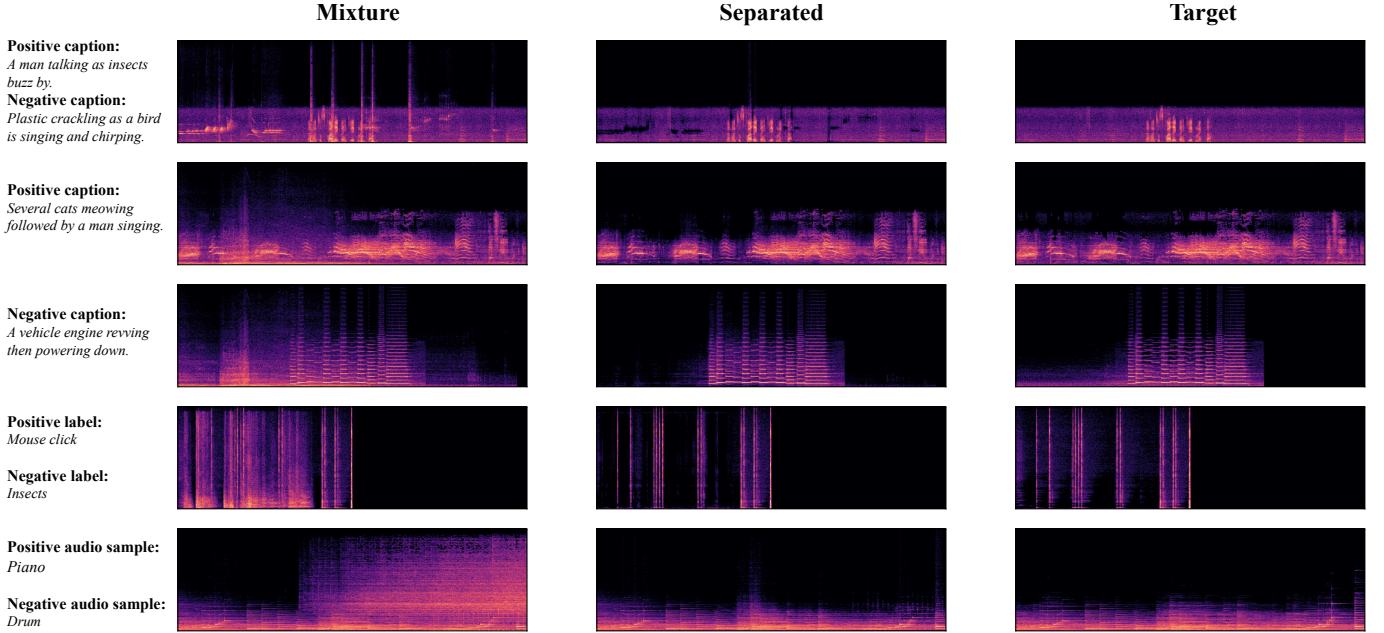 Mixture
Separated
Target
Positive caption:
A man talking as insects
buzz by.
Negative caption:
Plastic crackling as a bird
is singing and chirping.
Positive caption:
Several cats meowing
followed by a man singing.
Negative caption:
A vehicle engine revving
then powering down.
Positive label:
Mouse click
Negative label:
Insects
Positive audio sample:
Piano
Negative audio sample:
Drum